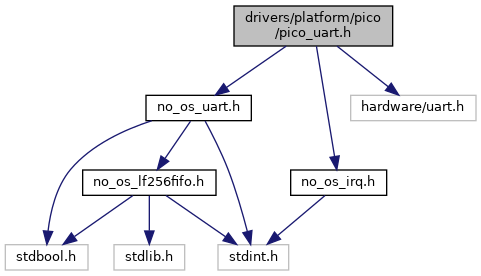 drivers/platform/pico
/pico_uart.h
no_os_uart.h
hardware/uart.h
no_os_lf256fifo.h
no_os_irq.h
stdbool.h
stdlib.h
stdint.h